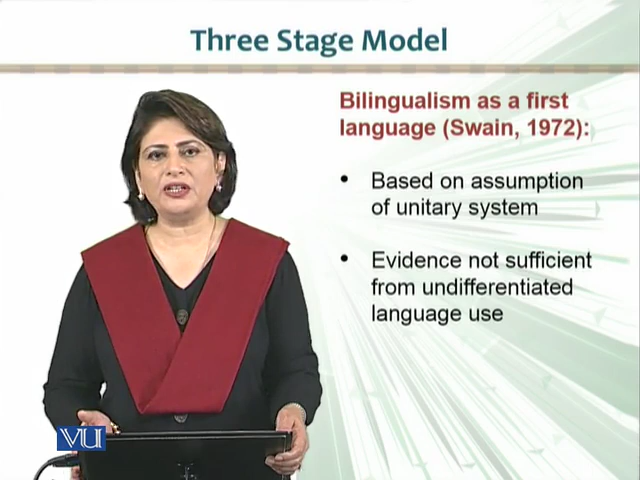 Three Stage Model
Bilingualism as a first
language (Swain, 1972):
• Based on assumption
of unitary system
• Evidence not sufficient
from undifferentiated
language use
VU